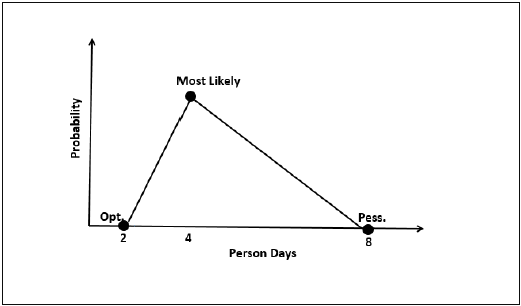 Most Likely
Probability
Opt.
Pess.
2
4
8
Person Days